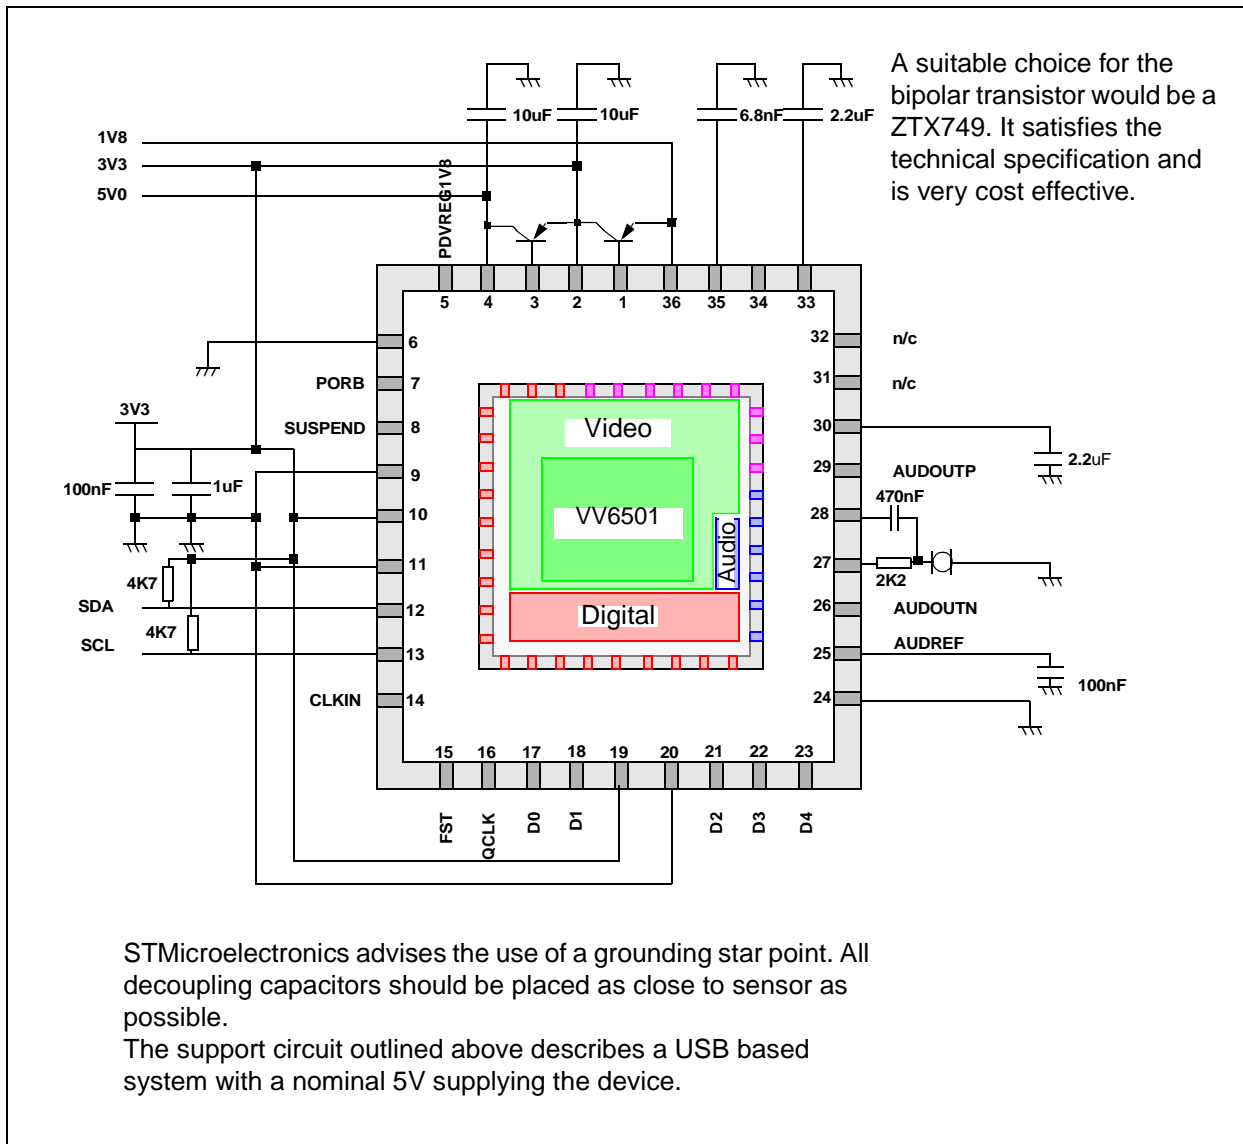 A suitable choice for the
bipolar transistor would be a
ZTX749. It satisfies the
technical specification and
is very cost effective.
10uF
10uF
6.8nF
2.2uF
1V8
3V3
5V0
PDVREG1V8
5
4
3
2
1
36
35
34
33
6
PORB
7
SUSPEND
8
9
10
11
12
13
CLKIN
14
3V3
100nF
1uF
4K7
SDA
4K7
SCL
Video
VV6501
Audio
Digital
32
n/c
31
n/c
30
2.2uF
29
AUDOUTP
470nF
28
27
2K2
26
AUDOUTN
25
AUDREF
100nF
24
15
16
17
18
19
20
21
22
23
FST
QCLK
D0
D1
D2
D3
D4
STMicroelectronics advises the use of a grounding star point. All
decoupling capacitors should be placed as close to sensor as
possible.
The support circuit outlined above describes a USB based
system with a nominal 5V supplying the device.